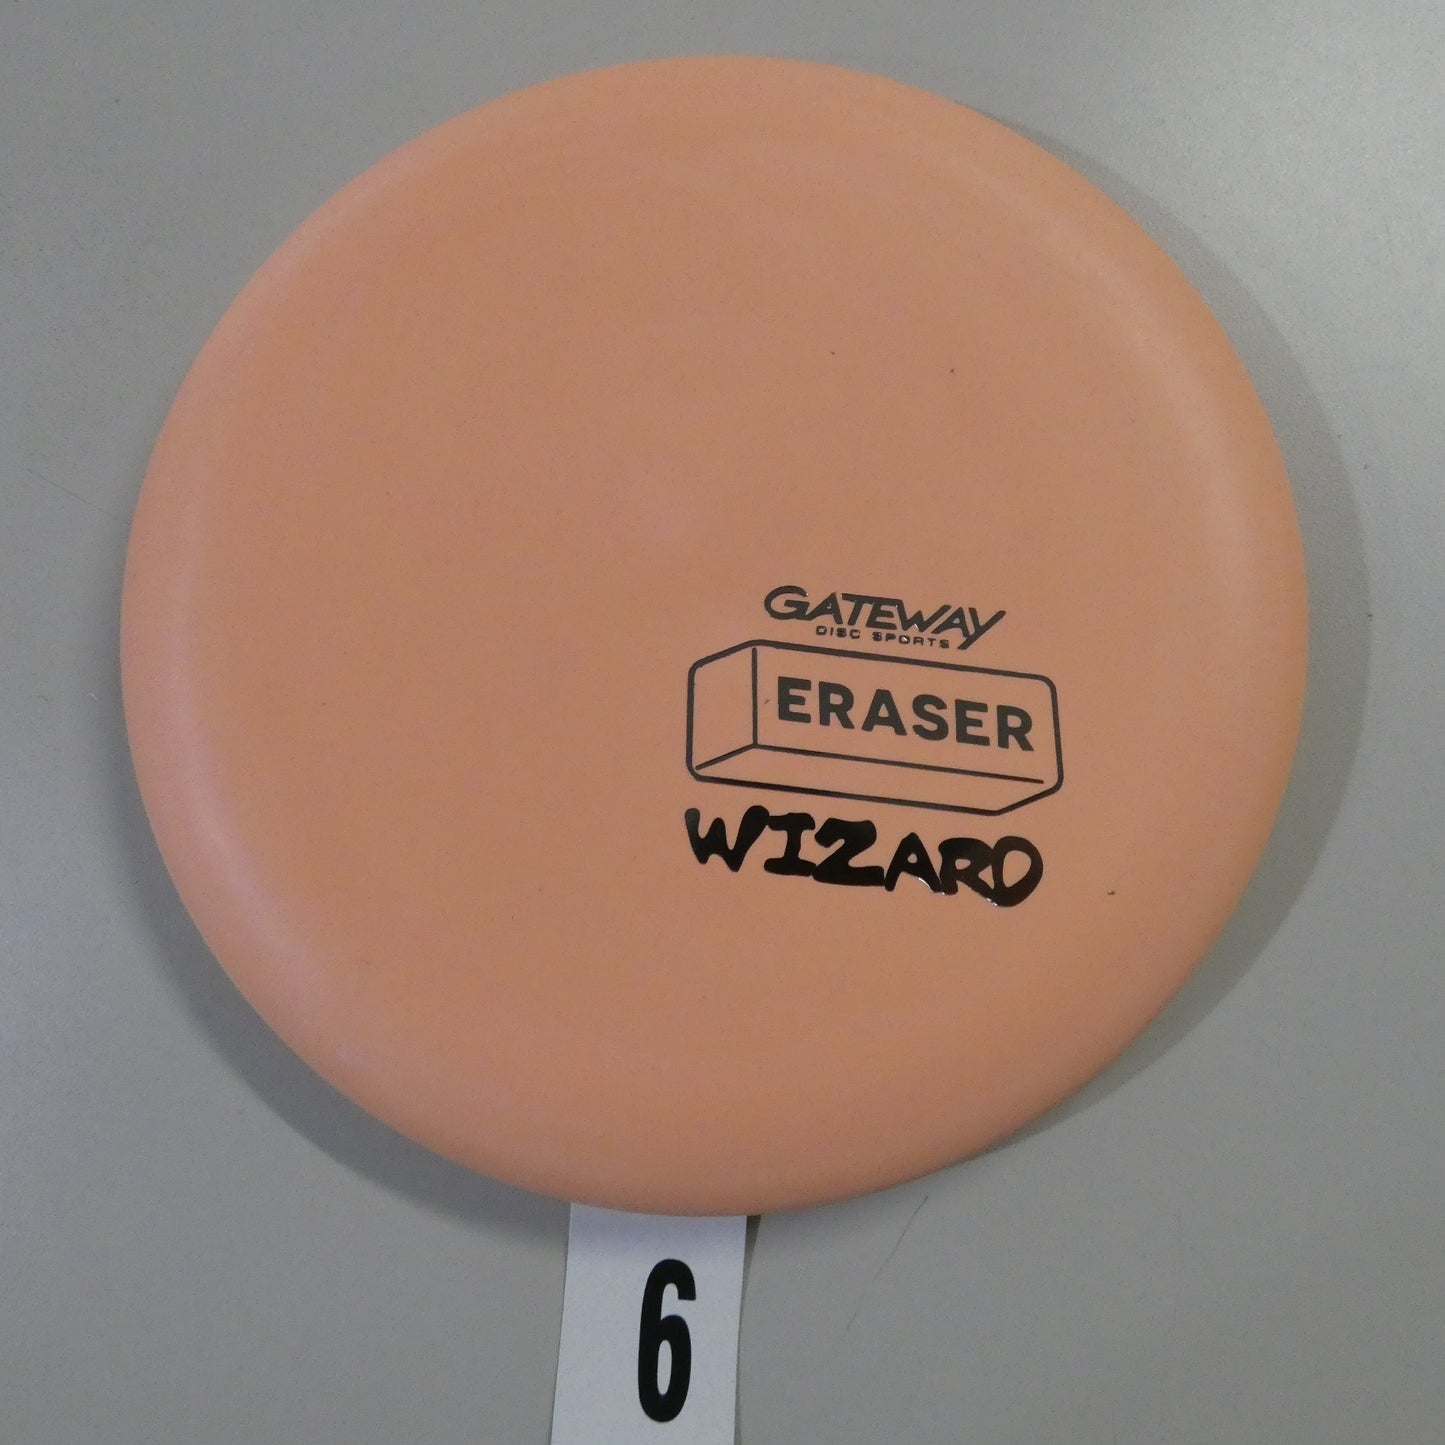 GATEWAY
DISC SPORTS
ERASER
WIZARD
6